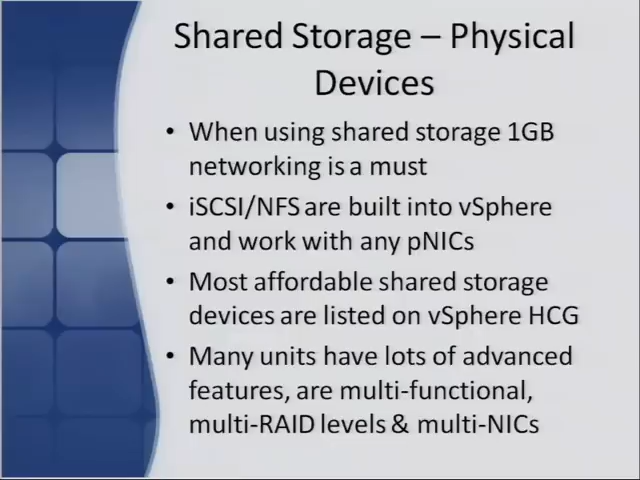 Shared Storage – Physical
Devices
• When using shared storage 1GB
networking is a must
• iSCSI/NFS are built into vSphere
and work with any pNICs
• Most affordable shared storage
devices are listed on vSphere HCG
• Many units have lots of advanced
features, are multi-functional,
multi-RAID levels & multi-NICs